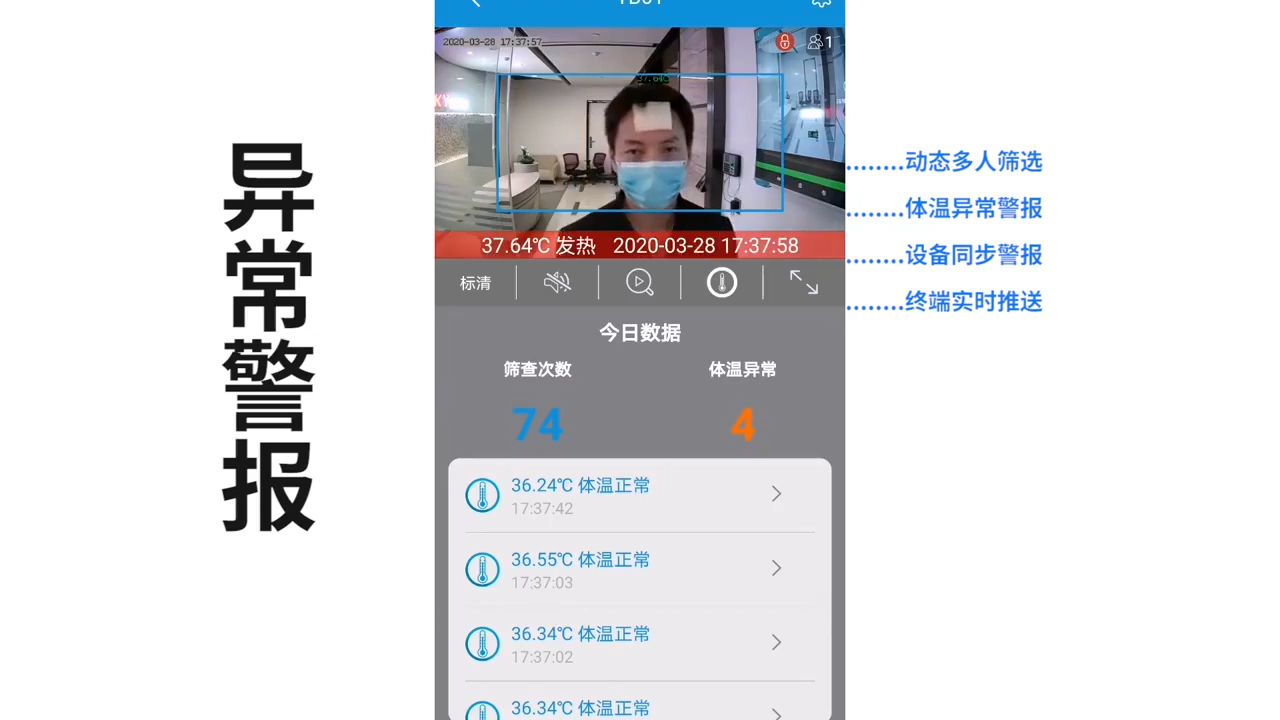 异常警报
2020-03-28 17:37:57
1
37.64℃
37.64℃ 发热 2020-03-28 17:37:58
标清
今日数据
筛查次数
体温异常
74
4
36.24℃ 体温正常
17:37:42
36.55℃ 体温正常
17:37:03
36.34℃ 体温正常
17:37:02
36.34℃ 体温正常
........动态多人筛选
........体温异常警报
........设备同步警报
........终端实时推送